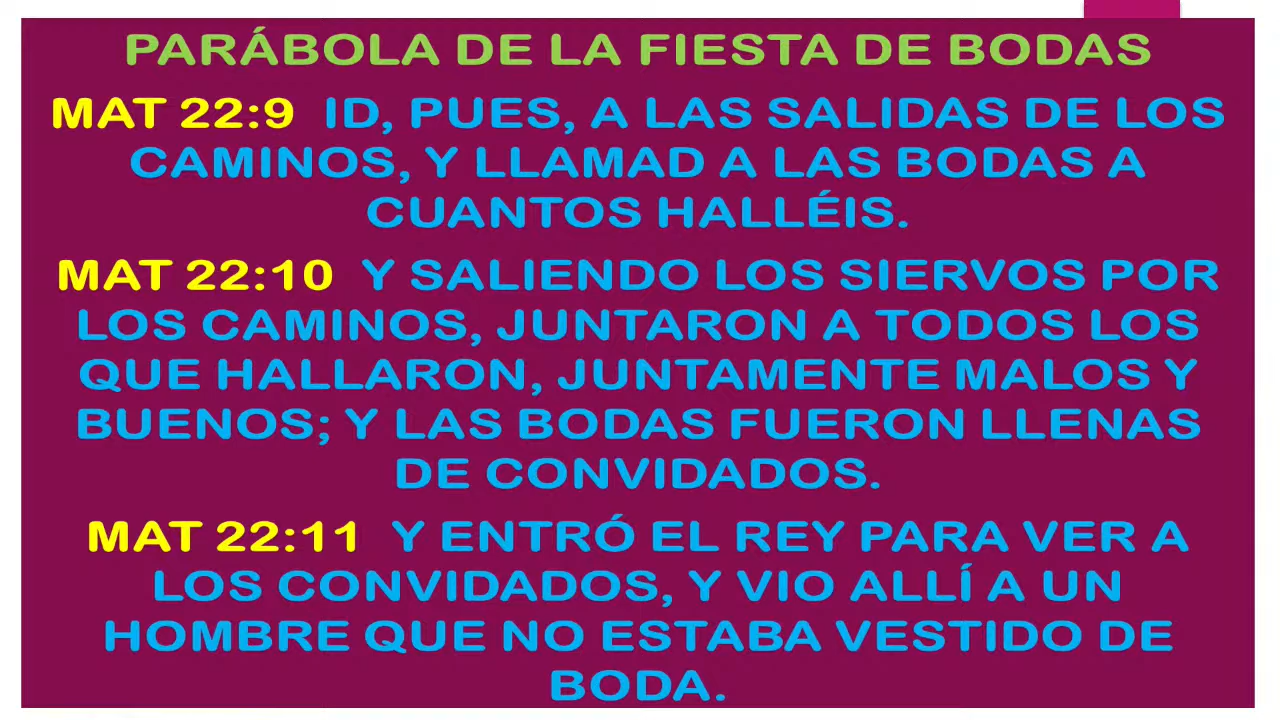 PARÁBOLA DE LA FIESTA DE BODAS
MAT 22:9 ID, PUES, A LAS SALIDAS DE LOS
CAMINOS, Y LLAMAD A LAS BODAS A
CUANTOS HALLÉIS.
MAT 22:10 Y SALIENDO LOS SIERVOS POR
LOS CAMINOS, JUNTARON A TODOS LOS
QUE HALLARON, JUNTAMENTE MALOS Y
BUENOS; Y LAS BODAS FUERON LLENAS
DE CONVIDADOS.
MAT 22:11 Y ENTRÓ EL REY PARA VER A
LOS CONVIDADOS, Y VIO ALLÍ A UN
HOMBRE QUE NO ESTABA VESTIDO DE
BODA.